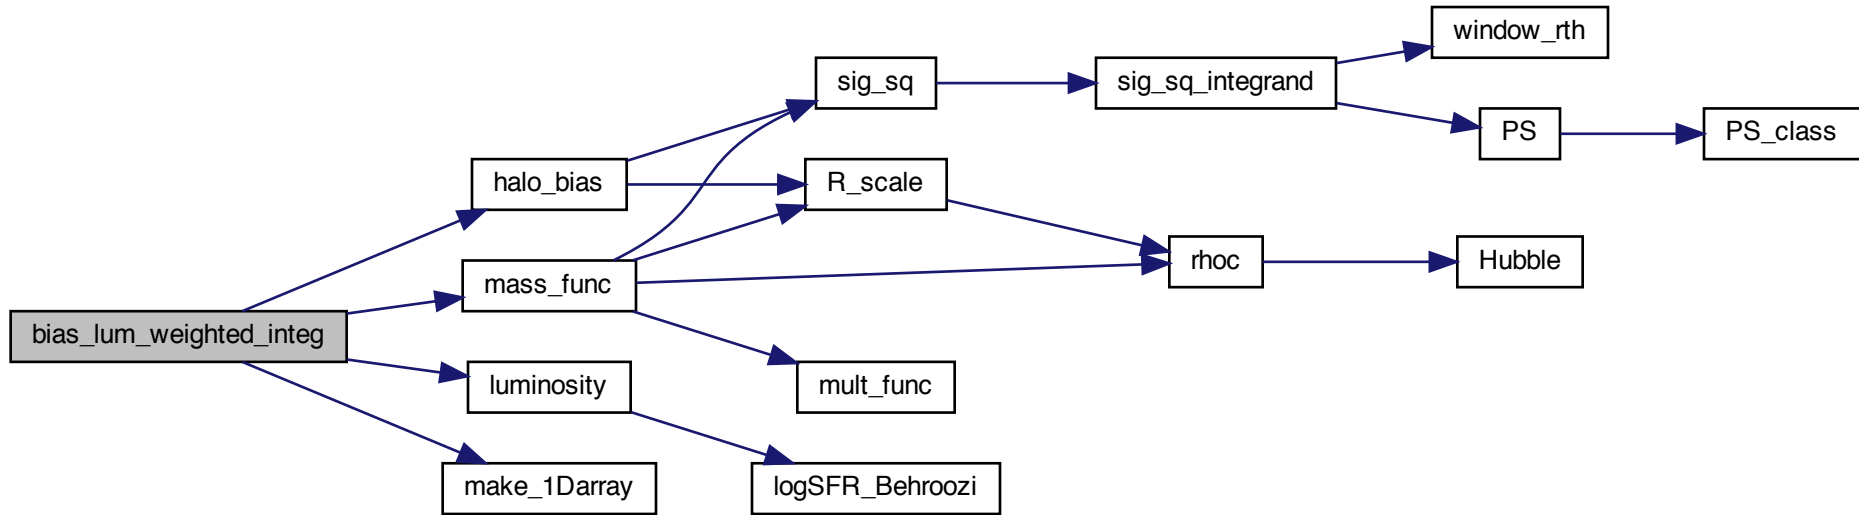 window_rth
sig_sq
sig_sq_integrand
PS
PS_class
halo_bias
R_scale
rhoc
Hubble
mass_func
bias_lum_weighted_integ
luminosity
mult_func
make_1Darray
logSFR_Behroozi